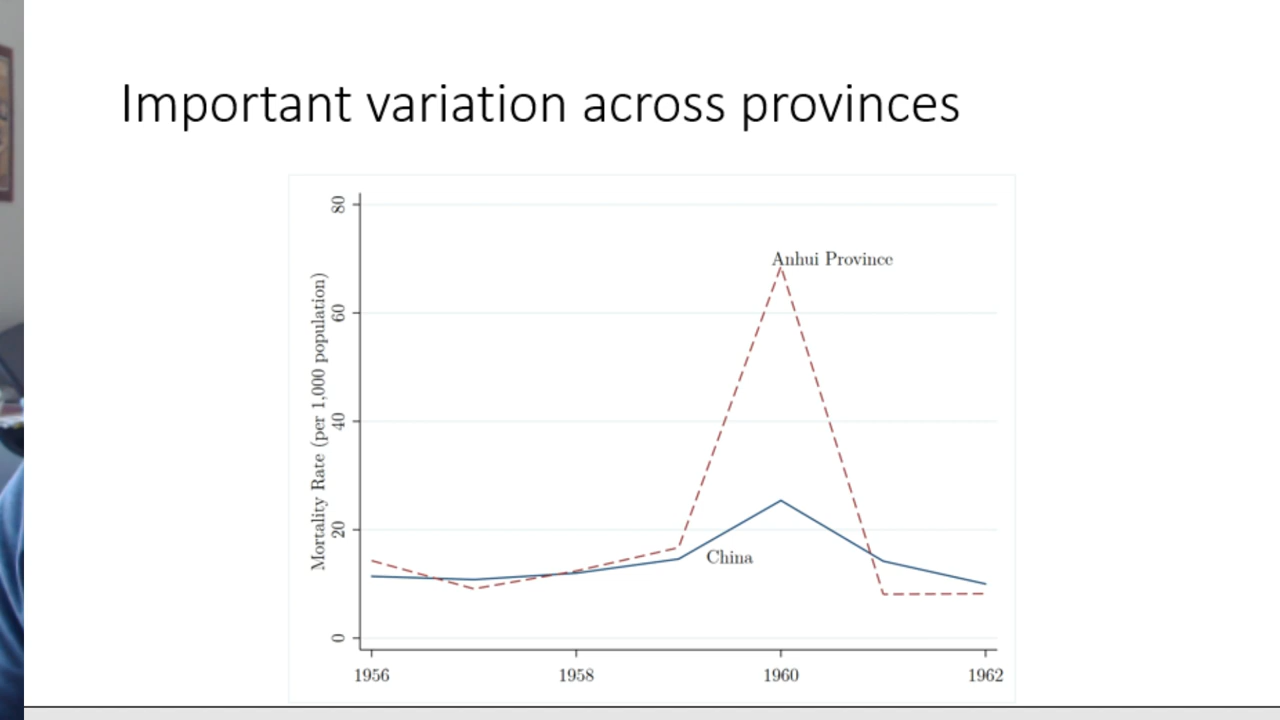 Important variation across provinces
Mortality Rate (per 1,000 population)
80
60
40
20
0
Anhui Province
China
1956 1958 1960 1962